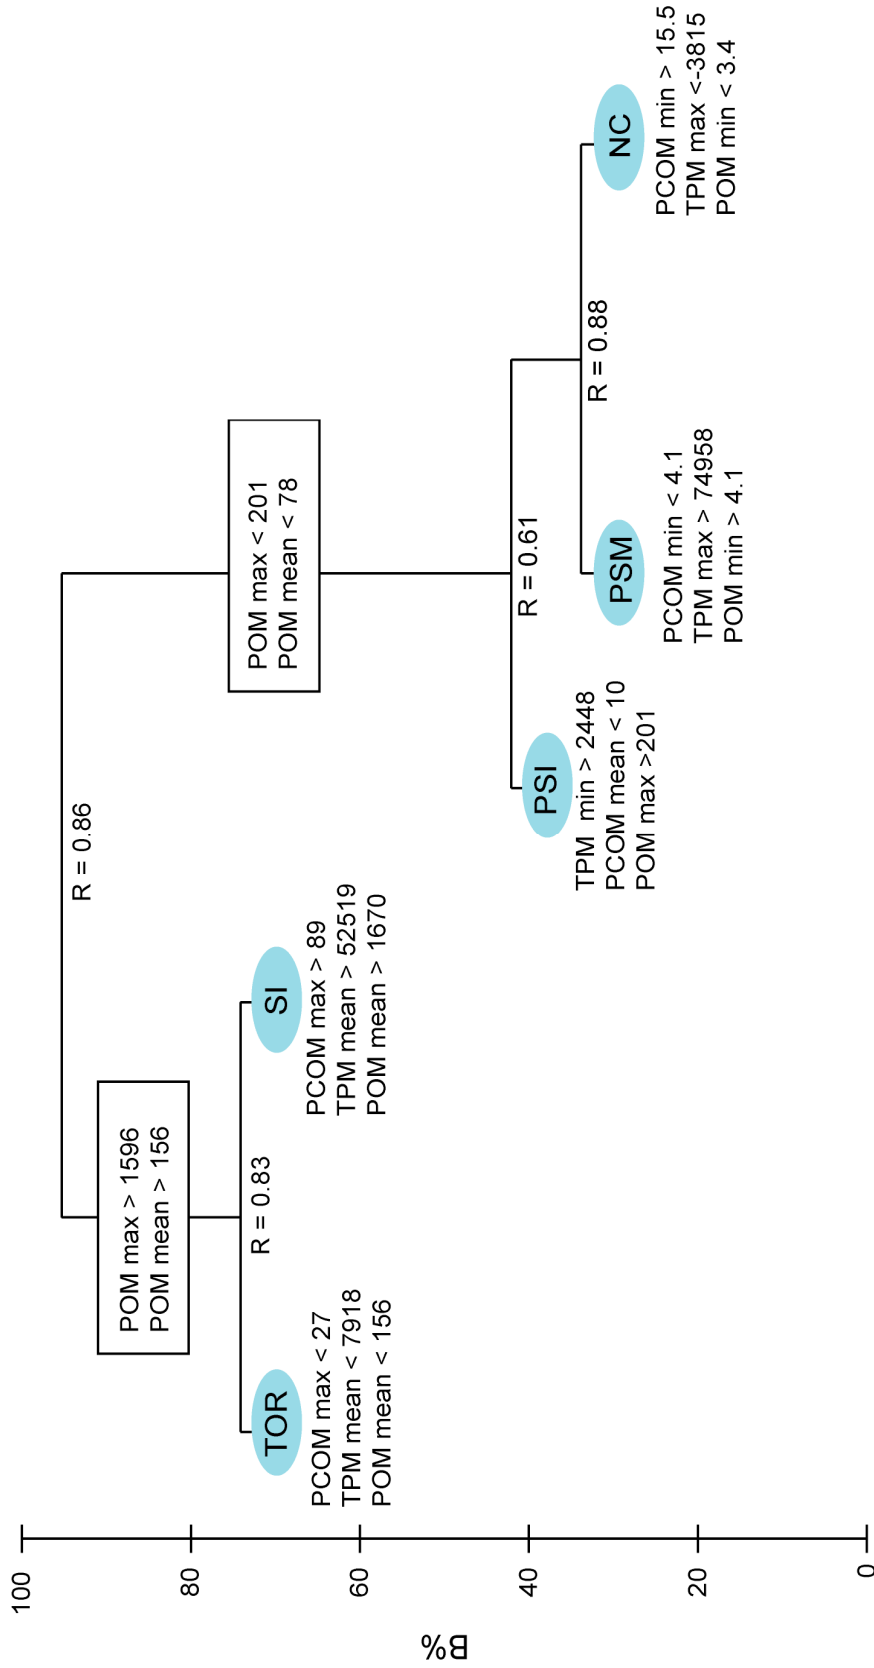 B%
100
80
60
40
20
0
R = 0.86
POM max > 1596
POM mean > 156
POM max < 201
POM mean < 78
R = 0.83
TOR
PCOM max < 27
TPM mean < 7918
POM mean < 156
SI
PCOM max > 89
TPM mean > 52519
POM mean > 1670
R = 0.61
PSI
TPM min > 2448
PCOM mean < 10
POM max >201
R = 0.88
PSM
PCOM min < 4.1
TPM max > 74958
POM min > 4.1
NC
PCOM min > 15.5
TPM max <-3815
POM min < 3.4